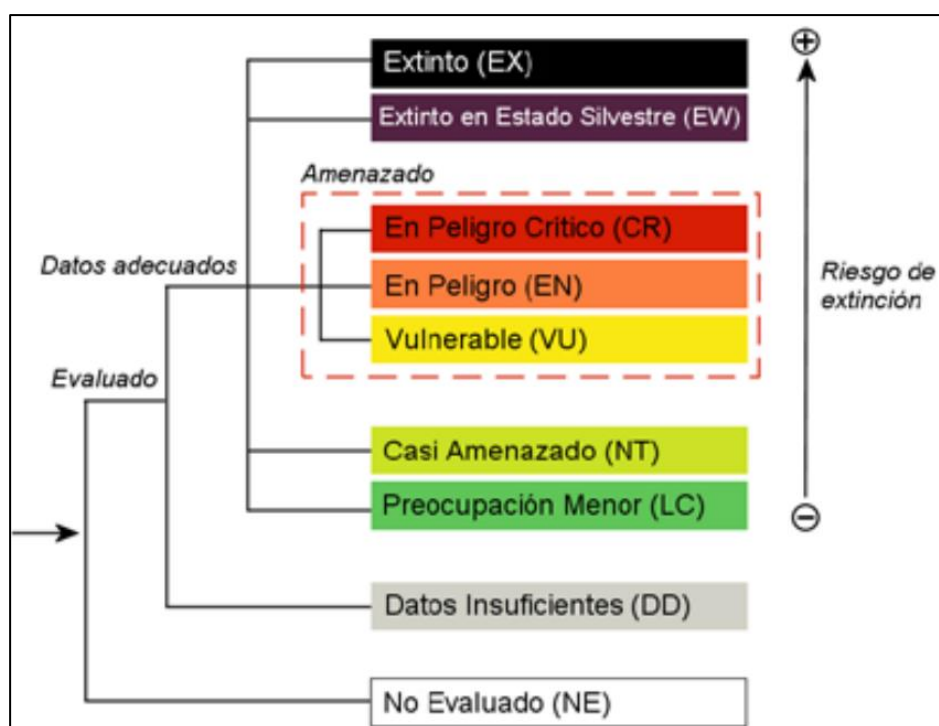 Extinto (EX)
Extinto en Estado Silvestre (EW)
Amenazado
En Peligro Crítico (CR)
Datos adecuados
En Peligro (EN)
Riesgo de
extinción
Vulnerable (VU)
Evaluado
Casi Amenazado (NT)
Preocupación Menor (LC)
Datos Insuficientes (DD)
No Evaluado (NE)